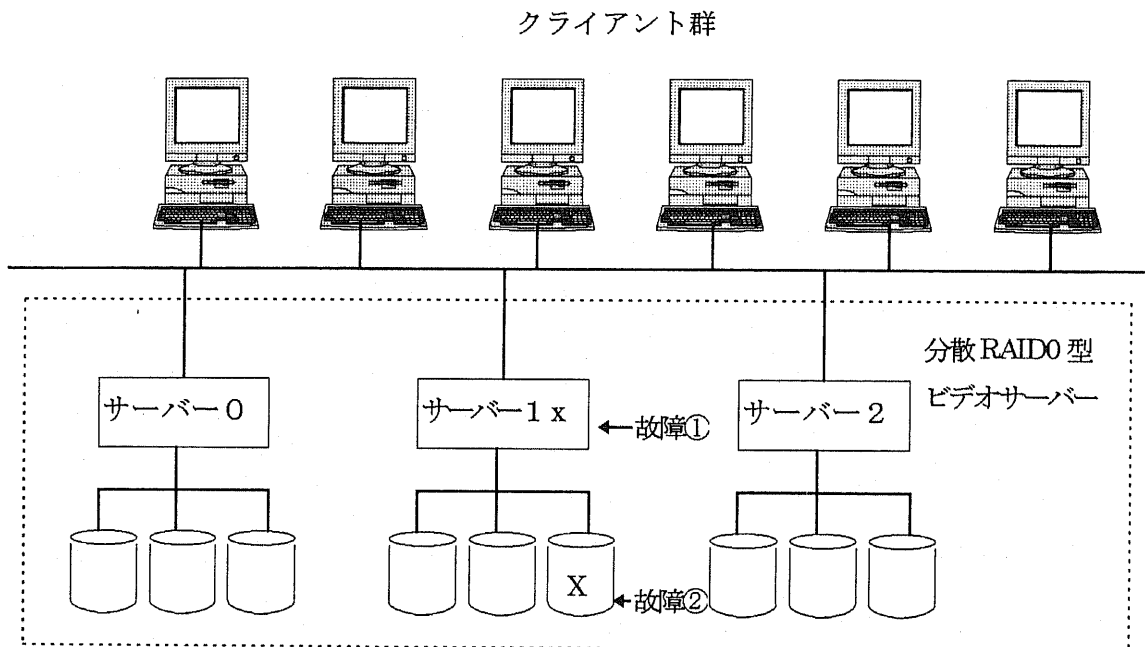 クライアント群
分散RAID0型
ビデオサーバー
サーバー0
サーバー1x
サーバー2
←故障①
X
←故障②